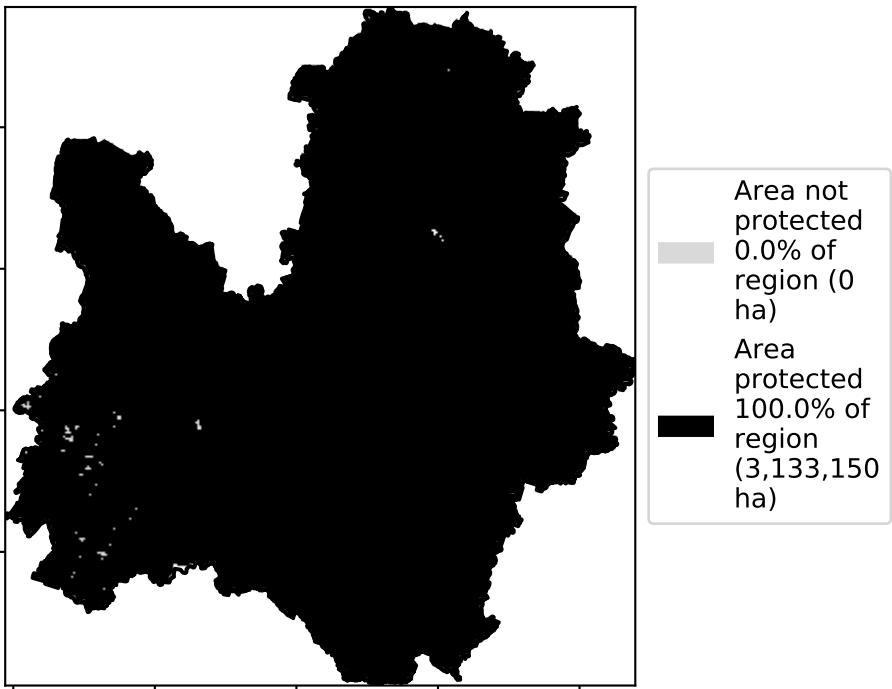 Area not
protected
0.0% of
region (0
ha)
Area
protected
100.0% of
region
(3,133,150
ha)